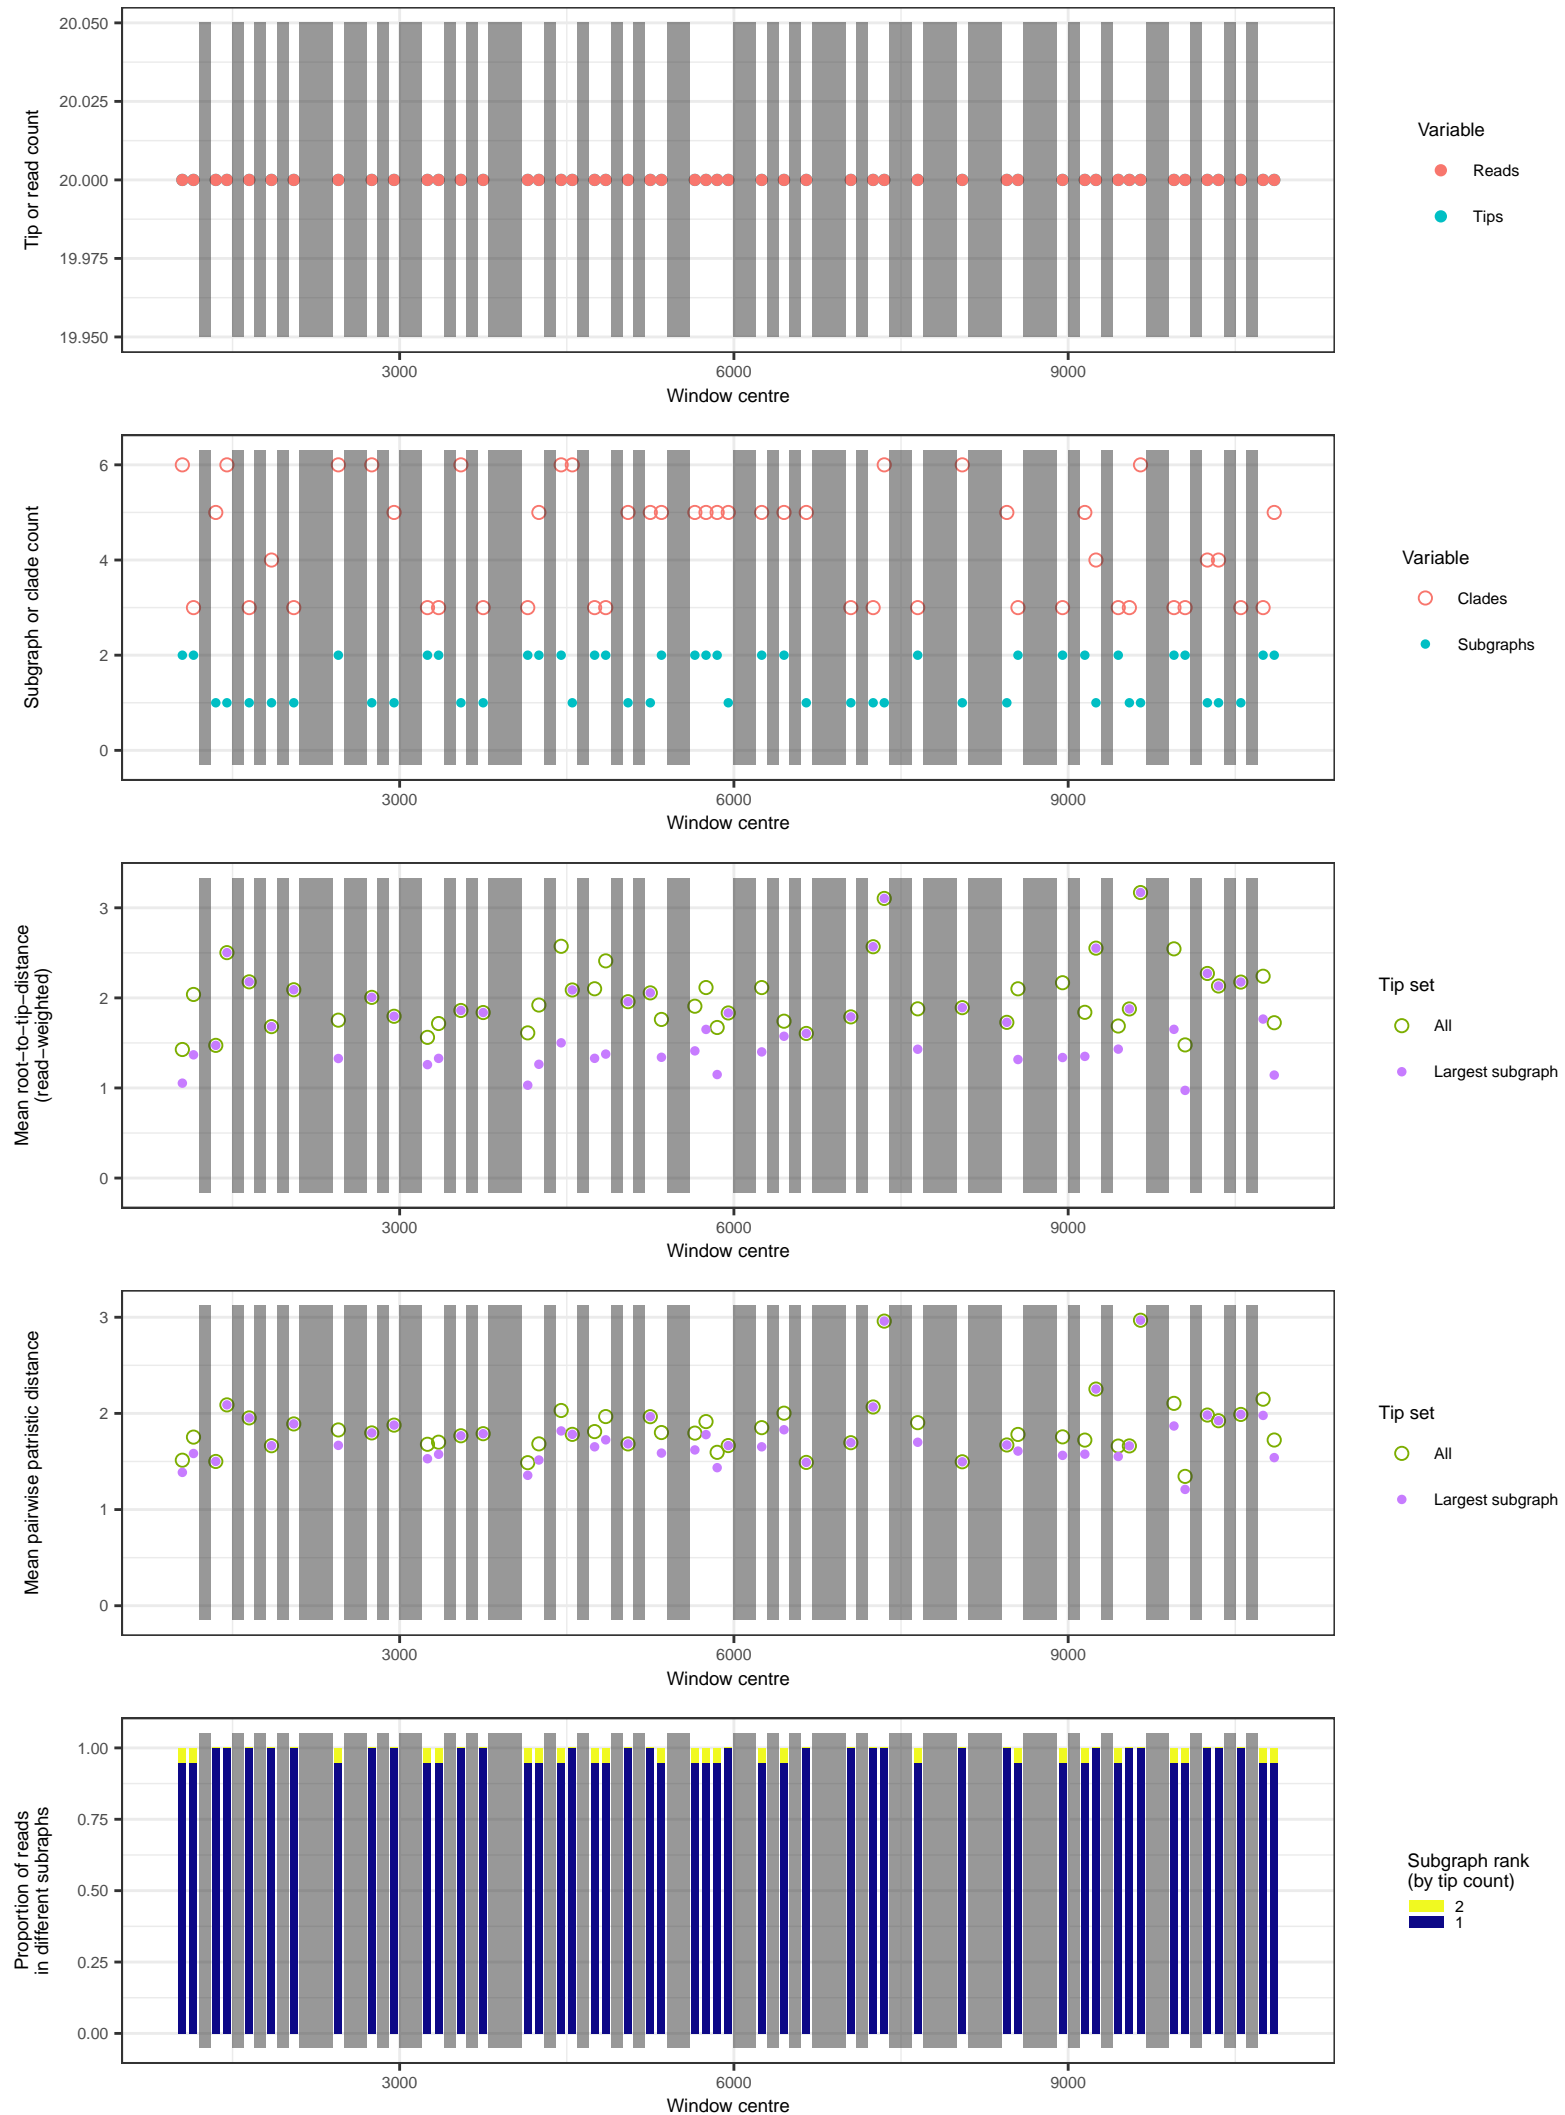 20.050
20.025
20.000
19.975
19.950
Tip or read count
3000
6000
9000
Window centre
Variable
Reads
Tips
6
4
2
0
Subgraph or clade count
3000
6000
9000
Window centre
Variable
Clades
Subgraphs
3
2
1
0
Mean root−to−tip−distance
(read−weighted)
3000
6000
9000
Window centre
Tip set
All
Largest subgraph
3
2
1
0
Mean pairwise patristic distance
3000
6000
9000
Window centre
Tip set
All
Largest subgraph
1.00
0.75
0.50
0.25
0.00
Proportion of reads
in different subraphs
3000
6000
9000
Window centre
Subgraph rank
(by tip count)
2
1